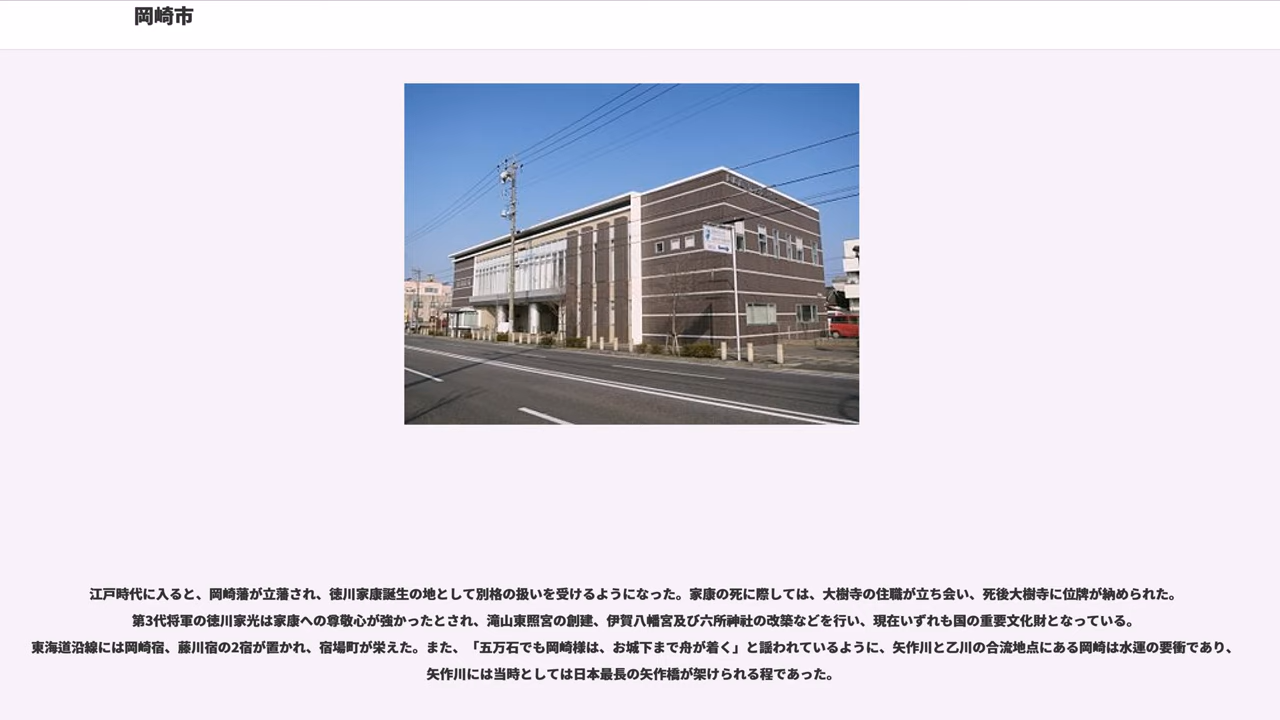 岡崎市
江戸時代に入ると、岡崎藩が立藩され、徳川家康誕生の地として別格の扱いを受けるようになった。家康の死に際しては、大樹寺の住職が立ち会い、死後大樹寺に位牌が納められた。
第3代将軍の徳川家光は家康への尊敬心が強かったとされ、滝山東照宮の創建、伊賀八幡宮及び六所神社の改築などを行い、現在いずれも国の重要文化財となっている。
東海道沿線には岡崎宿、藤川宿の2宿が置かれ、宿場町が栄えた。また、「五万石でも岡崎様は、お城下まで舟が着く」と謡われているように、矢作川と乙川の合流地点にある岡崎は水運の要衝であり、
矢作川には当時としては日本最長の矢作橋が架けられる程であった。